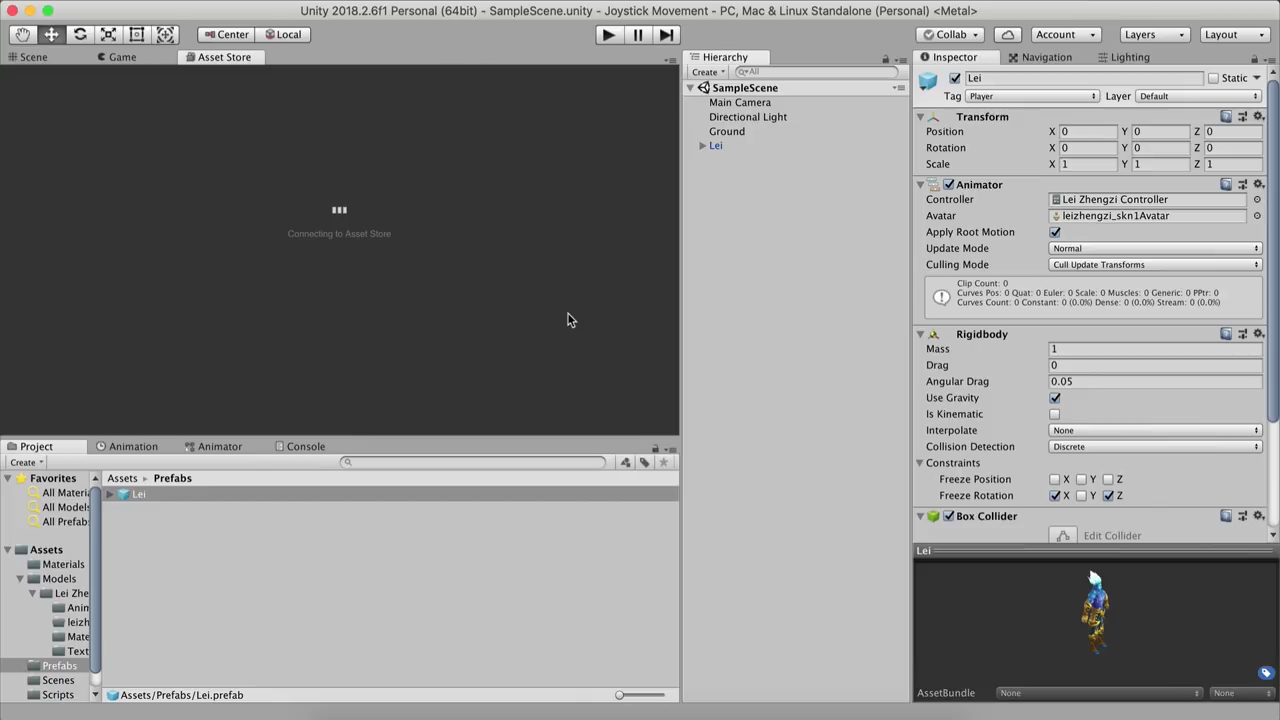 Unity 2018.2.6f1 Personal (64bit) - SampleScene.unity - Joystick Movement - PC, Mac & Linux Standalone (Personal) <Metal>
Center Local Collab Account Layers Layout
Scene Game Asset Store
Connecting to Asset Store
Hierarchy
Create All
SampleScene
Main Camera
Directional Light
Ground
Lei
Inspector Navigation Lighting
Lei Static
Tag Player Layer Default
Transform
Position X 0 Y 0 Z 0
Rotation X 0 Y 0 Z 0
Scale X 1 Y 1 Z 1
Animator
Controller Lei Zhengzi Controller
Avatar leizhengzi_skn1Avatar
Apply Root Motion
Update Mode Normal
Culling Mode Cull Update Transforms
Clip Count: 0
Curves Pos: 0 Quat: 0 Euler: 0 Scale: 0 Muscles: 0 Generic: 0 PPtr: 0
Curves Count: 0 Constant: 0 (0.0%) Dense: 0 (0.0%) Stream: 0 (0.0%)
Rigidbody
Mass 1
Drag 0
Angular Drag 0.05
Use Gravity
Is Kinematic
Interpolate None
Collision Detection Discrete
Constraints
Freeze Position X Y Z
Freeze Rotation X Y Z
Box Collider
Edit Collider
Lei
AssetBundle None None
Project Animation Animator Console
Create
Favorites
All Materia
All Models
All Prefabs
Assets
Materials
Models
Lei Zhe
Anim
leizh
Mate
Text
Prefabs
Scenes
Scripts
Assets Prefabs
Lei
Assets/Prefabs/Lei.prefab